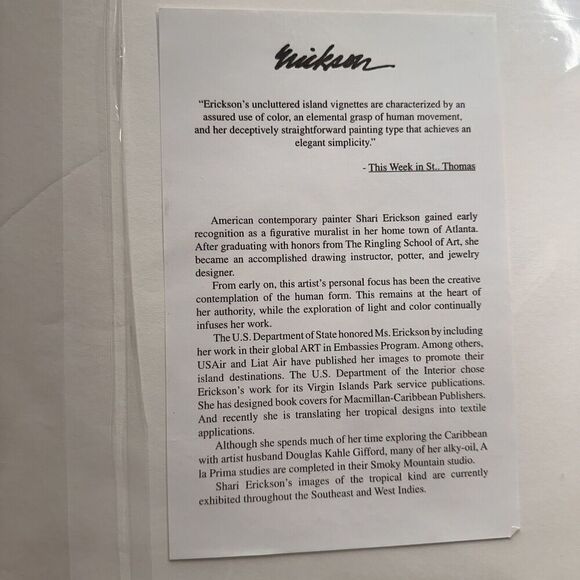 Erickson
“Erickson's uncluttered island vignettes are characterized by an
assured use of color, an elemental grasp of human movement,
and her deceptively straightforward painting type that achieves an
elegant simplicity.”
- This Week in St.. Thomas
American contemporary painter Shari Erickson gained early
recognition as a figurative muralist in her home town of Atlanta.
After graduating with honors from The Ringling School of Art, she
became an accomplished drawing instructor, potter, and jewelry
designer.
From early on, this artist's personal focus has been the creative
contemplation of the human form. This remains at the heart of
her authority, while the exploration of light and color continually
infuses her work.
The U.S. Department of State honored Ms. Erickson by including
her work in their global ART in Embassies Program. Among others,
USAir and Liat Air have published her images to promote their
island destinations. The U.S. Department of the Interior chose
Erickson's work for its Virgin Islands Park service publications.
She has designed book covers for Macmillan-Caribbean Publishers.
And recently she is translating her tropical designs into textile
applications.
Although she spends much of her time exploring the Caribbean
with artist husband Douglas Kahle Gifford, many of her alky-oil, A
la Prima studies are completed in their Smoky Mountain studio.
Shari Erickson's images of the tropical kind are currently
exhibited throughout the Southeast and West Indies.